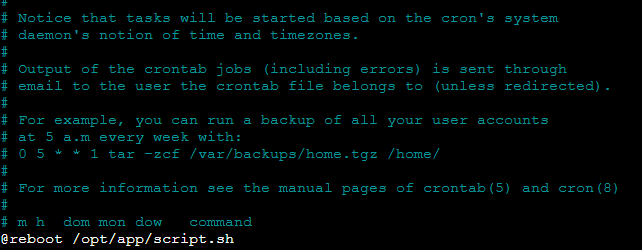 #
# Notice that tasks will be started based on the cron's system
# daemon's notion of time and timezones.
#
# Output of the crontab jobs (including errors) is sent through
# email to the user the crontab file belongs to (unless redirected).
#
# For example, you can run a backup of all your user accounts
# at 5 a.m every week with:
# 0 5 * * 1 tar -zcf /var/backups/home.tgz /home/
#
# For more information see the manual pages of crontab(5) and cron(8)
#
# m h  dom mon dow   command
@reboot /opt/app/script.sh